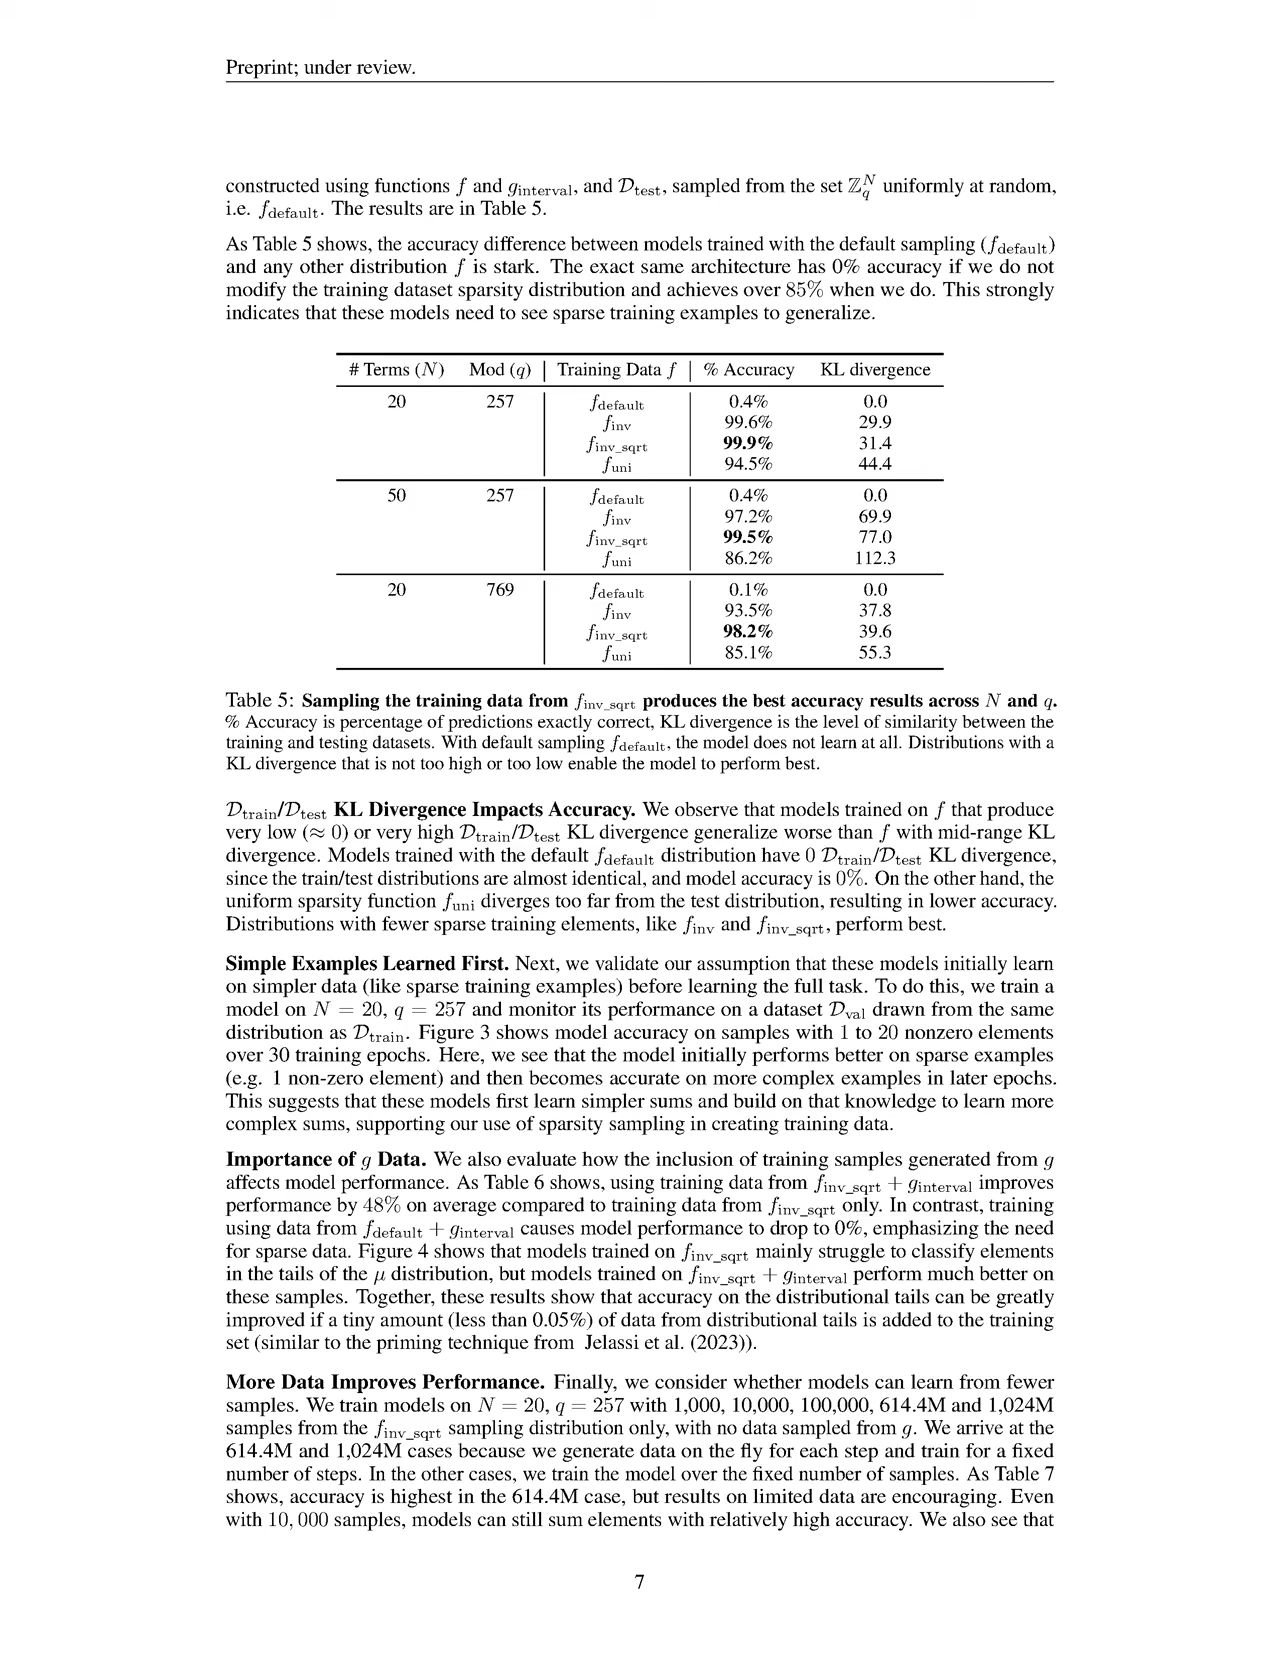 Preprint; under review.
constructed using functions f and g_interval, and D_test, sampled from the set ℤ_q^N uniformly at random,
i.e. f_default. The results are in Table 5.
As Table 5 shows, the accuracy difference between models trained with the default sampling (f_default)
and any other distribution f is stark. The exact same architecture has 0% accuracy if we do not
modify the training dataset sparsity distribution and achieves over 85% when we do. This strongly
indicates that these models need to see sparse training examples to generalize.
# Terms (N) Mod (q) Training Data f % Accuracy KL divergence
20 257 f_default 0.4% 0.0
f_inv 99.6% 29.9
f_inv_sqrt 99.9% 31.4
f_uni 94.5% 44.4
50 257 f_default 0.4% 0.0
f_inv 97.2% 69.9
f_inv_sqrt 99.5% 77.0
f_uni 86.2% 112.3
20 769 f_default 0.1% 0.0
f_inv 93.5% 37.8
f_inv_sqrt 98.2% 39.6
f_uni 85.1% 55.3
Table 5: Sampling the training data from f_inv_sqrt produces the best accuracy results across N and q.
% Accuracy is percentage of predictions exactly correct, KL divergence is the level of similarity between the
training and testing datasets. With default sampling f_default, the model does not learn at all. Distributions with a
KL divergence that is not too high or too low enable the model to perform best.
D_train/D_test KL Divergence Impacts Accuracy. We observe that models trained on f that produce
very low (≈ 0) or very high D_train/D_test KL divergence generalize worse than f with mid-range KL
divergence. Models trained with the default f_default distribution have 0 D_train/D_test KL divergence,
since the train/test distributions are almost identical, and model accuracy is 0%. On the other hand, the
uniform sparsity function f_uni diverges too far from the test distribution, resulting in lower accuracy.
Distributions with fewer sparse training elements, like f_inv and f_inv_sqrt, perform best.
Simple Examples Learned First. Next, we validate our assumption that these models initially learn
on simpler data (like sparse training examples) before learning the full task. To do this, we train a
model on N = 20, q = 257 and monitor its performance on a dataset D_val drawn from the same
distribution as D_train. Figure 3 shows model accuracy on samples with 1 to 20 nonzero elements
over 30 training epochs. Here, we see that the model initially performs better on sparse examples
(e.g. 1 non-zero element) and then becomes accurate on more complex examples in later epochs.
This suggests that these models first learn simpler sums and build on that knowledge to learn more
complex sums, supporting our use of sparsity sampling in creating training data.
Importance of g Data. We also evaluate how the inclusion of training samples generated from g
affects model performance. As Table 6 shows, using training data from f_inv_sqrt + g_interval improves
performance by 48% on average compared to training data from f_inv_sqrt only. In contrast, training
using data from f_default + g_interval causes model performance to drop to 0%, emphasizing the need
for sparse data. Figure 4 shows that models trained on f_inv_sqrt mainly struggle to classify elements
in the tails of the μ distribution, but models trained on f_inv_sqrt + g_interval perform much better on
these samples. Together, these results show that accuracy on the distributional tails can be greatly
improved if a tiny amount (less than 0.05%) of data from distributional tails is added to the training
set (similar to the priming technique from Jelassi et al. (2023)).
More Data Improves Performance. Finally, we consider whether models can learn from fewer
samples. We train models on N = 20, q = 257 with 1,000, 10,000, 100,000, 614.4M and 1,024M
samples from the f_inv_sqrt sampling distribution only, with no data sampled from g. We arrive at the
614.4M and 1,024M cases because we generate data on the fly for each step and train for a fixed
number of steps. In the other cases, we train the model over the fixed number of samples. As Table 7
shows, accuracy is highest in the 614.4M case, but results on limited data are encouraging. Even
with 10, 000 samples, models can still sum elements with relatively high accuracy. We also see that
7